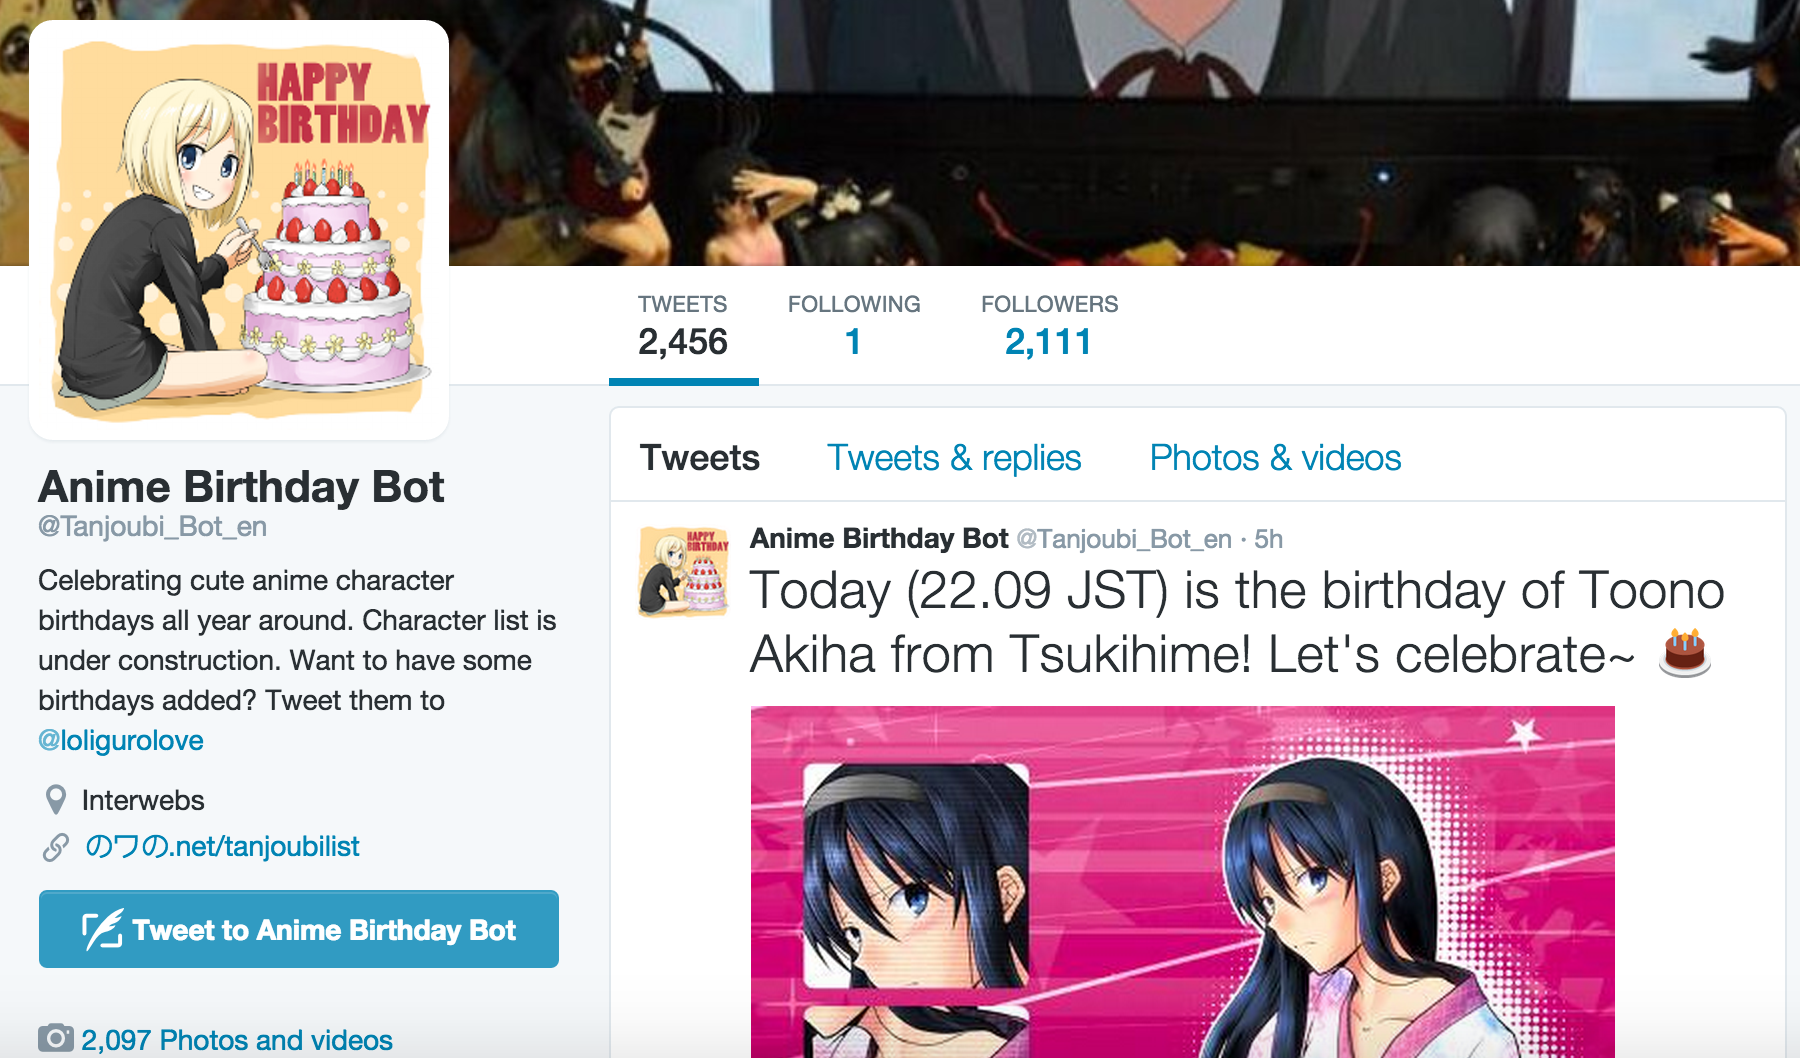 HAPPY
BIRTHDAY
TWEETS
2,456
FOLLOWING
1
FOLLOWERS
2,111
Anime Birthday Bot
@Tanjoubi_Bot_en
Celebrating cute anime character
birthdays all year around. Character list is
under construction. Want to have some
birthdays added? Tweet them to
@loligurolove
Interwebs
のワの.net/tanjoubilist
Tweet to Anime Birthday Bot
2,097 Photos and videos
Tweets
Tweets & replies
Photos & videos
HAPPY
BIRTHDAY
Anime Birthday Bot @Tanjoubi_Bot_en · 5h
Today (22.09 JST) is the birthday of Toono
Akiha from Tsukihime! Let's celebrate~ 🎂